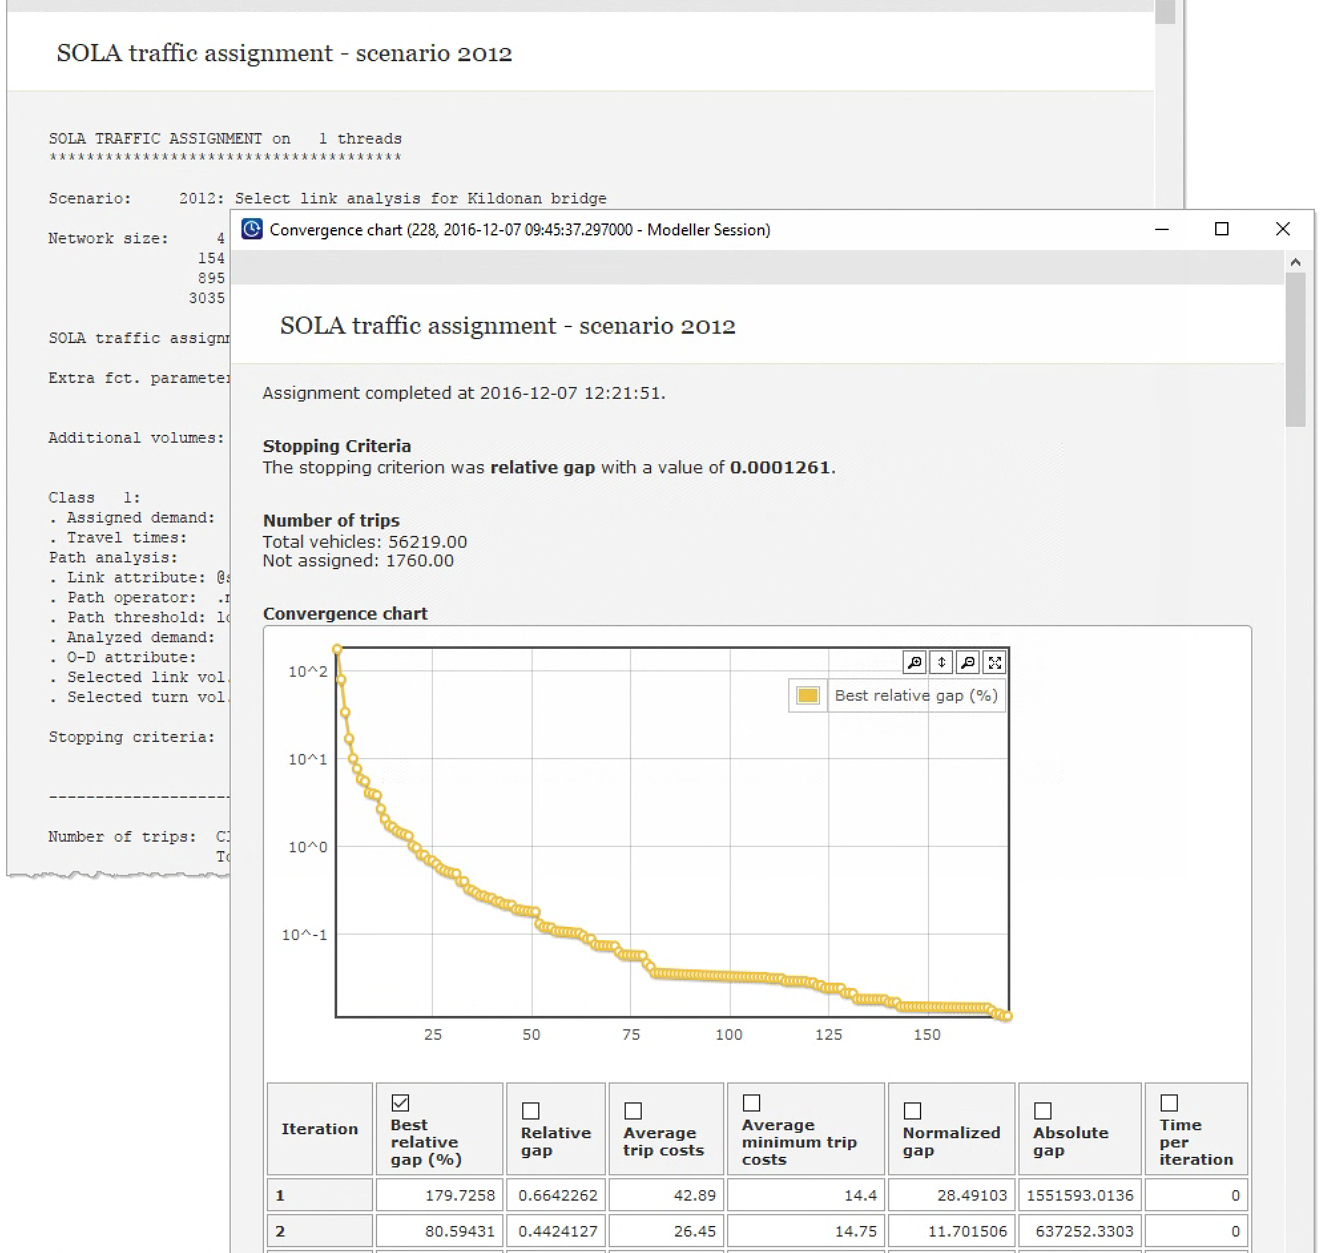 SOLA traffic assignment - scenario 2012
SOLA TRAFFIC ASSIGNMENT on 1 threads
**************************************
Scenario: 2012: Select link analysis for Kildonan bridge
Network size: 4
154
895
3035
SOLA traffic
Extra fct.
Additional volumes:
Class 1:
. Assigned demand:
. Travel times:
Path analysis:
. Link attribute:
. Path operator:
. Path threshold:
. Analyzed demand:
. O-D attribute:
. Selected link vol.
. Selected turn vol.
Stopping criteria:
-------------------
Number of trips:
Convergence chart (228, 2016-12-07 09:45:37.297000 - Modeller Session)
SOLA traffic assignment - scenario 2012
Assignment completed at 2016-12-07 12:21:51.
Stopping Criteria
The stopping criterion was relative gap with a value of 0.0001261.
Number of trips
Total vehicles: 56219.00
Not assigned: 1760.00
Convergence chart
10^2
10^1
10^0
10^-1
Best relative gap (%)
25 50 75 100 125 150
Iteration
Best
relative
gap (%)
Relative
gap
Average
trip costs
Average
minimum trip
costs
Normalized
gap
Absolute
gap
Time
per
iteration
1 179.7258 0.6642262 42.89 14.4 28.49103 1551593.0136 0
2 80.59431 0.4424127 26.45 14.75 11.701506 637252.3303 0